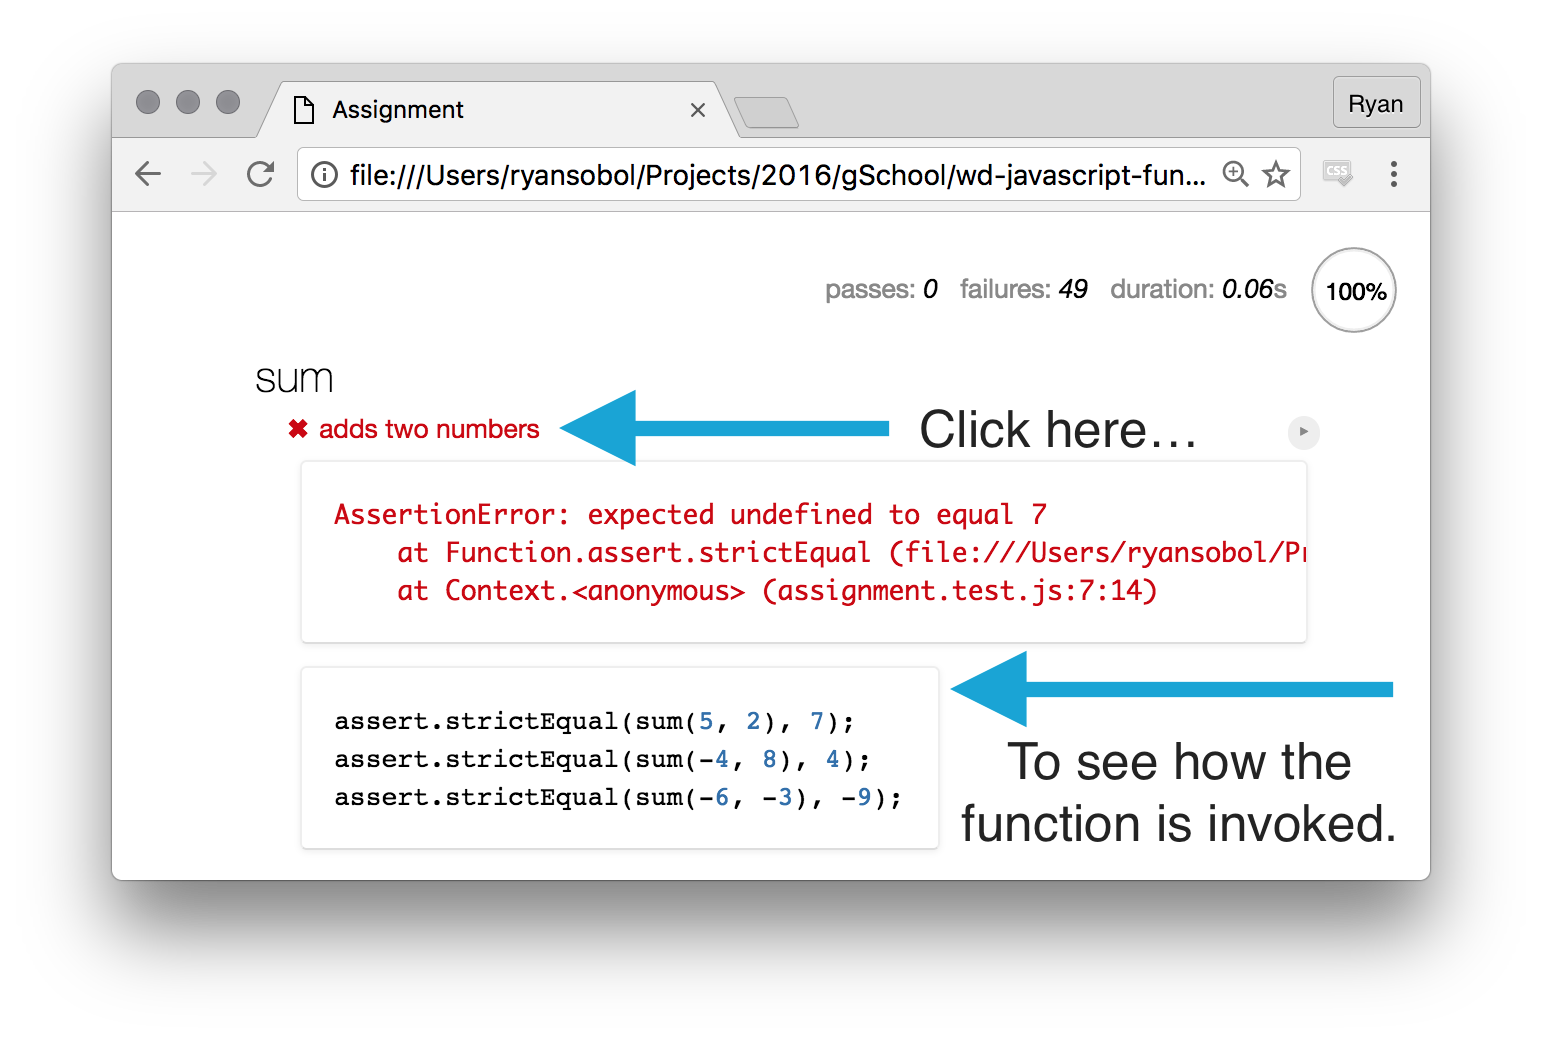 Assignment
Ryan
file:///Users/ryansobol/Projects/2016/gSchool/wd-javascript-fun...
CSS
passes: 0 failures: 49 duration: 0.06s 100%
sum
✖ adds two numbers
Click here...
AssertionError: expected undefined to equal 7
at Function.assert.strictEqual (file:///Users/ryansobol/Pr
at Context.<anonymous> (assignment.test.js:7:14)
assert.strictEqual(sum(5, 2), 7);
assert.strictEqual(sum(-4, 8), 4);
assert.strictEqual(sum(-6, -3), -9);
To see how the
function is invoked.